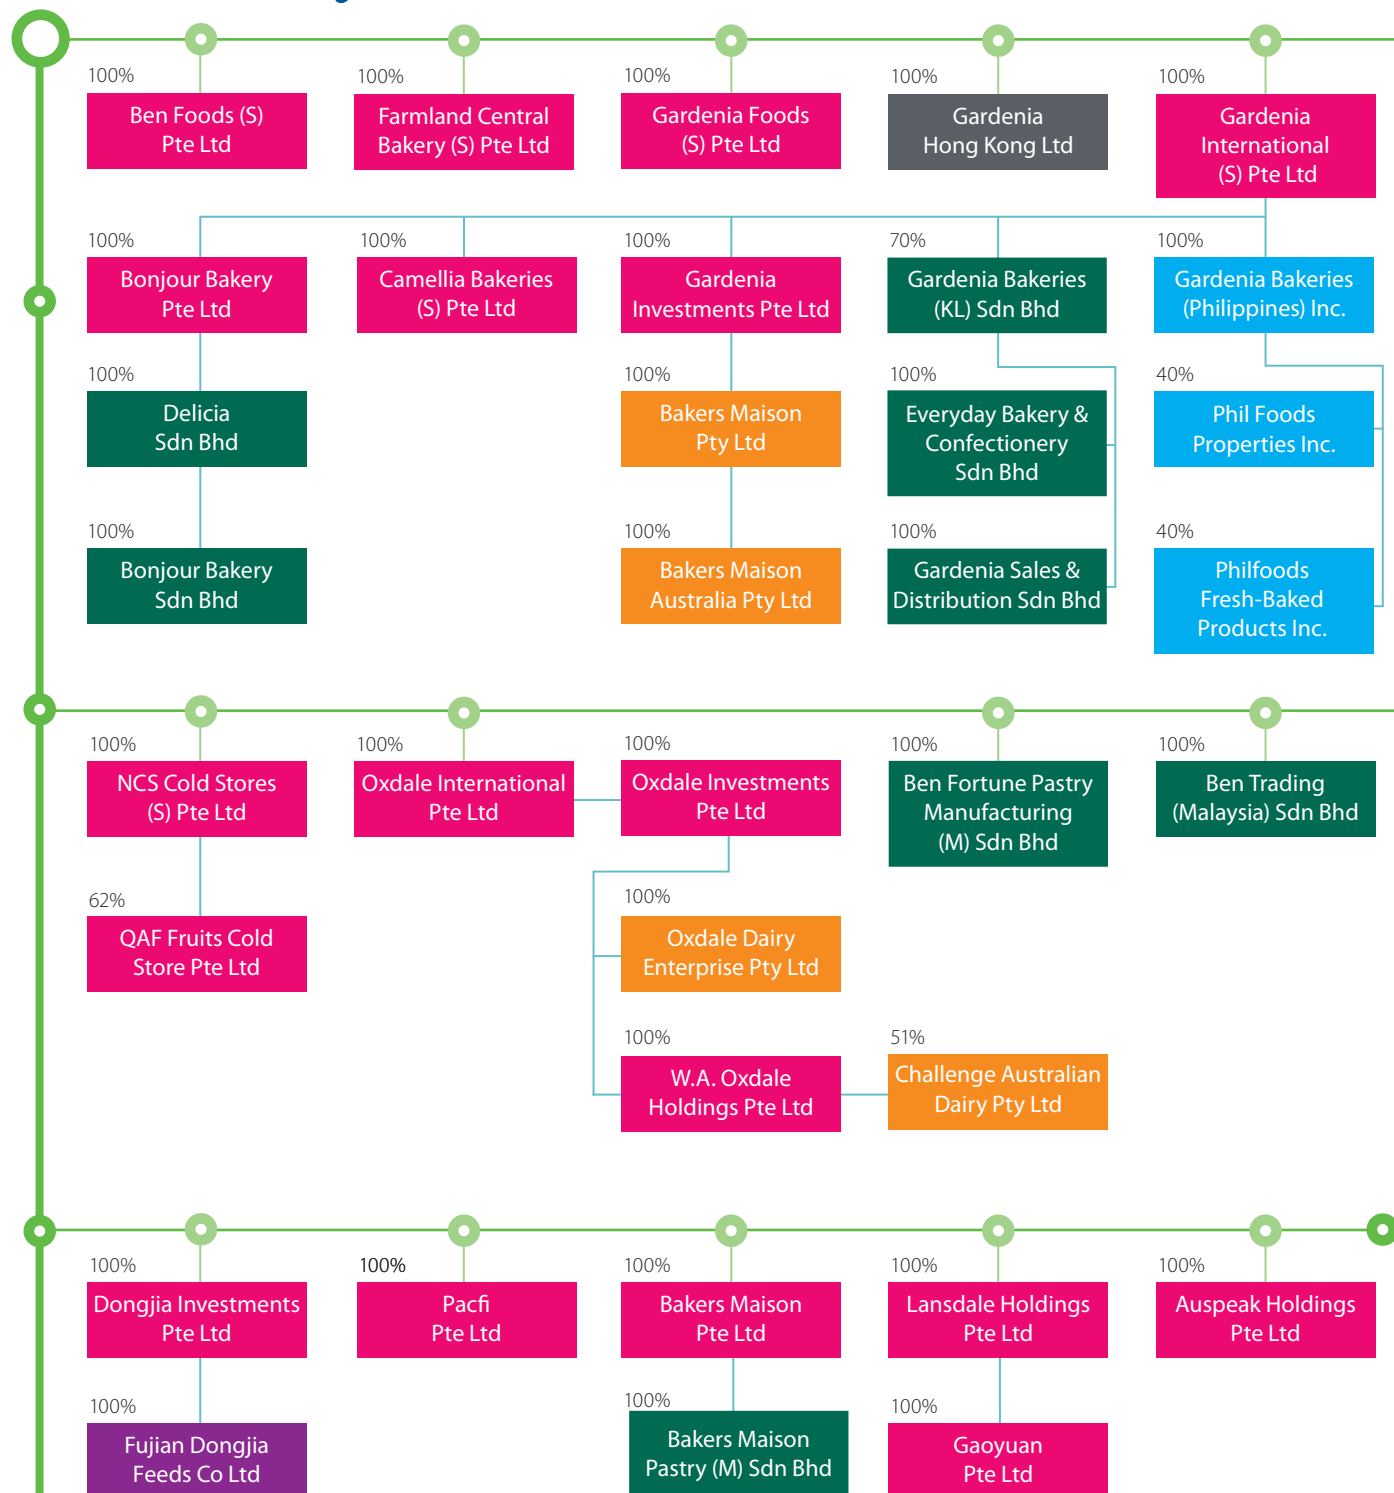 100%
Ben Foods (S)
Pte Ltd
100%
Farmland Central
Bakery (S) Pte Ltd
100%
Gardenia Foods
(S) Pte Ltd
100%
Gardenia
Hong Kong Ltd
100%
Gardenia
International
(S) Pte Ltd
100%
Bonjour Bakery
Pte Ltd
100%
Camellia Bakeries
(S) Pte Ltd
100%
Gardenia
Investments Pte Ltd
70%
Gardenia Bakeries
(KL) Sdn Bhd
100%
Gardenia Bakeries
(Philippines) Inc.
100%
Delicia
Sdn Bhd
100%
Bakers Maison
Pty Ltd
100%
Everyday Bakery &
Confectionery
Sdn Bhd
40%
Phil Foods
Properties Inc.
100%
Bonjour Bakery
Sdn Bhd
100%
Bakers Maison
Australia Pty Ltd
100%
Gardenia Sales &
Distribution Sdn Bhd
40%
Philfoods
Fresh-Baked
Products Inc.
100%
NCS Cold Stores
(S) Pte Ltd
100%
Oxdale International
Pte Ltd
100%
Oxdale Investments
Pte Ltd
100%
Ben Fortune Pastry
Manufacturing
(M) Sdn Bhd
100%
Ben Trading
(Malaysia) Sdn Bhd
62%
QAF Fruits Cold
Store Pte Ltd
100%
Oxdale Dairy
Enterprise Pty Ltd
100%
W.A. Oxdale
Holdings Pte Ltd
51%
Challenge Australian
Dairy Pty Ltd
100%
Dongjia Investments
Pte Ltd
100%
Pacfi
Pte Ltd
100%
Bakers Maison
Pte Ltd
100%
Lansdale Holdings
Pte Ltd
100%
Auspeak Holdings
Pte Ltd
100%
Fujian Dongjia
Feeds Co Ltd
100%
Bakers Maison
Pastry (M) Sdn Bhd
100%
Gaoyuan
Pte Ltd